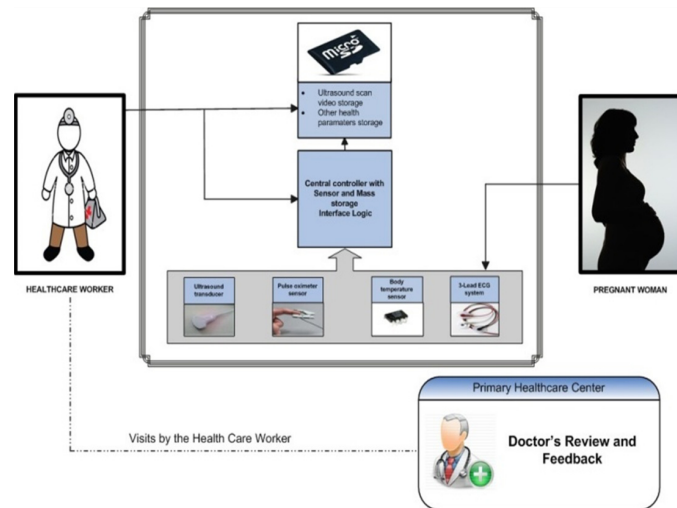 micro
SD
Ultrasound scan
video storage
Other health
paramaters storage
Central controller with
Sensor and Mass
storage
Interface Logic
HEALTHCARE WORKER
PREGNANT WOMAN
Ultrasound
transducer
Pulse oximeter
sensor
Body
temperature
sensor
3-Lead ECG
system
Primary Healthcare Center
Visits by the Health Care Worker
Doctor's Review and
Feedback